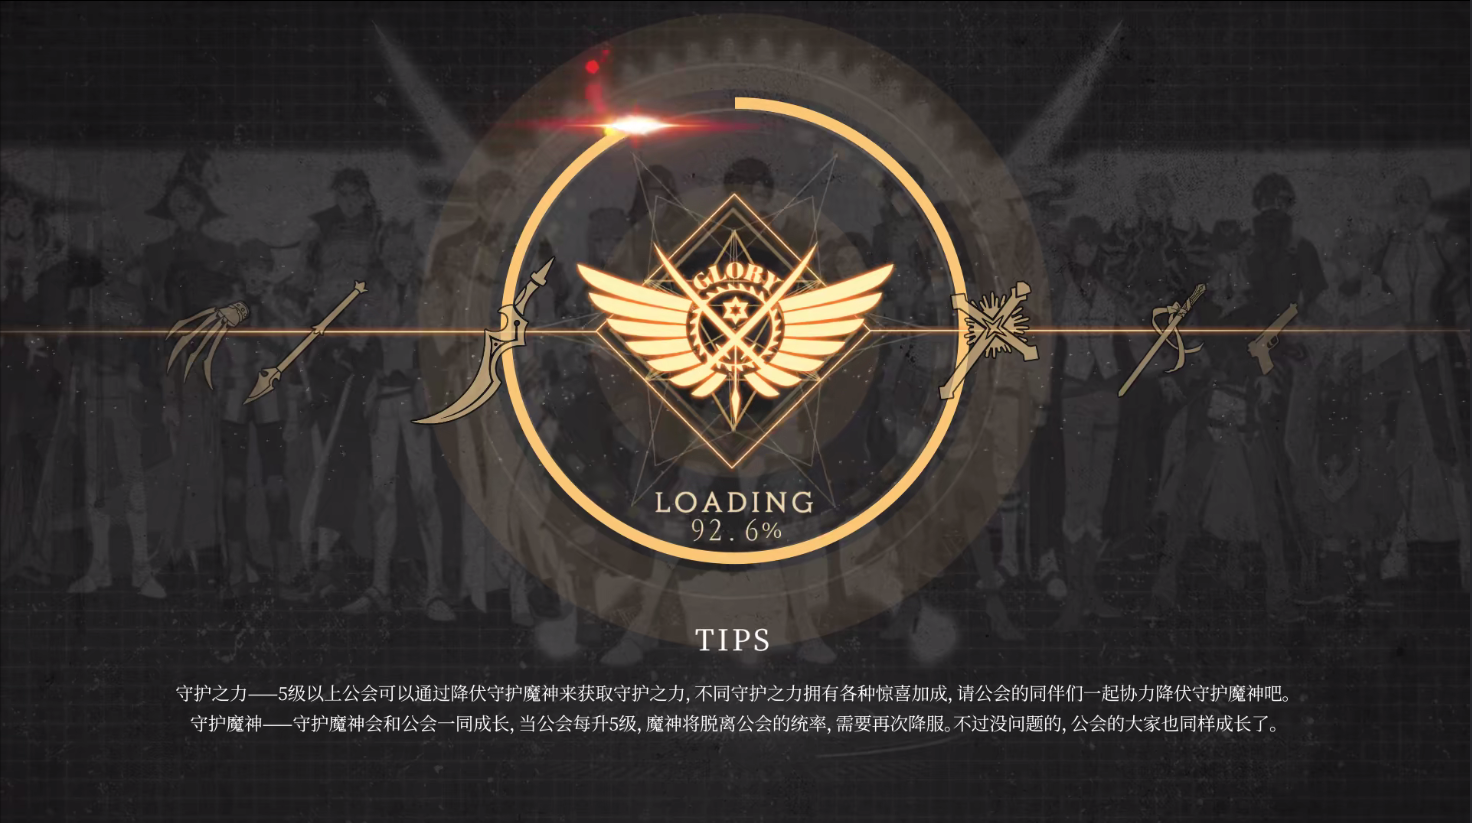 GLORY
LOADING
92.6%
TIPS
守护之力——5级以上公会可以通过降伏守护魔神来获取守护之力, 不同守护之力拥有各种惊喜加成, 请公会的同伴们一起协力降伏守护魔神吧。
守护魔神——守护魔神会和公会一同成长, 当公会每升5级, 魔神将脱离公会的统率, 需要再次降服。不过没问题的, 公会的大家也同样成长了。